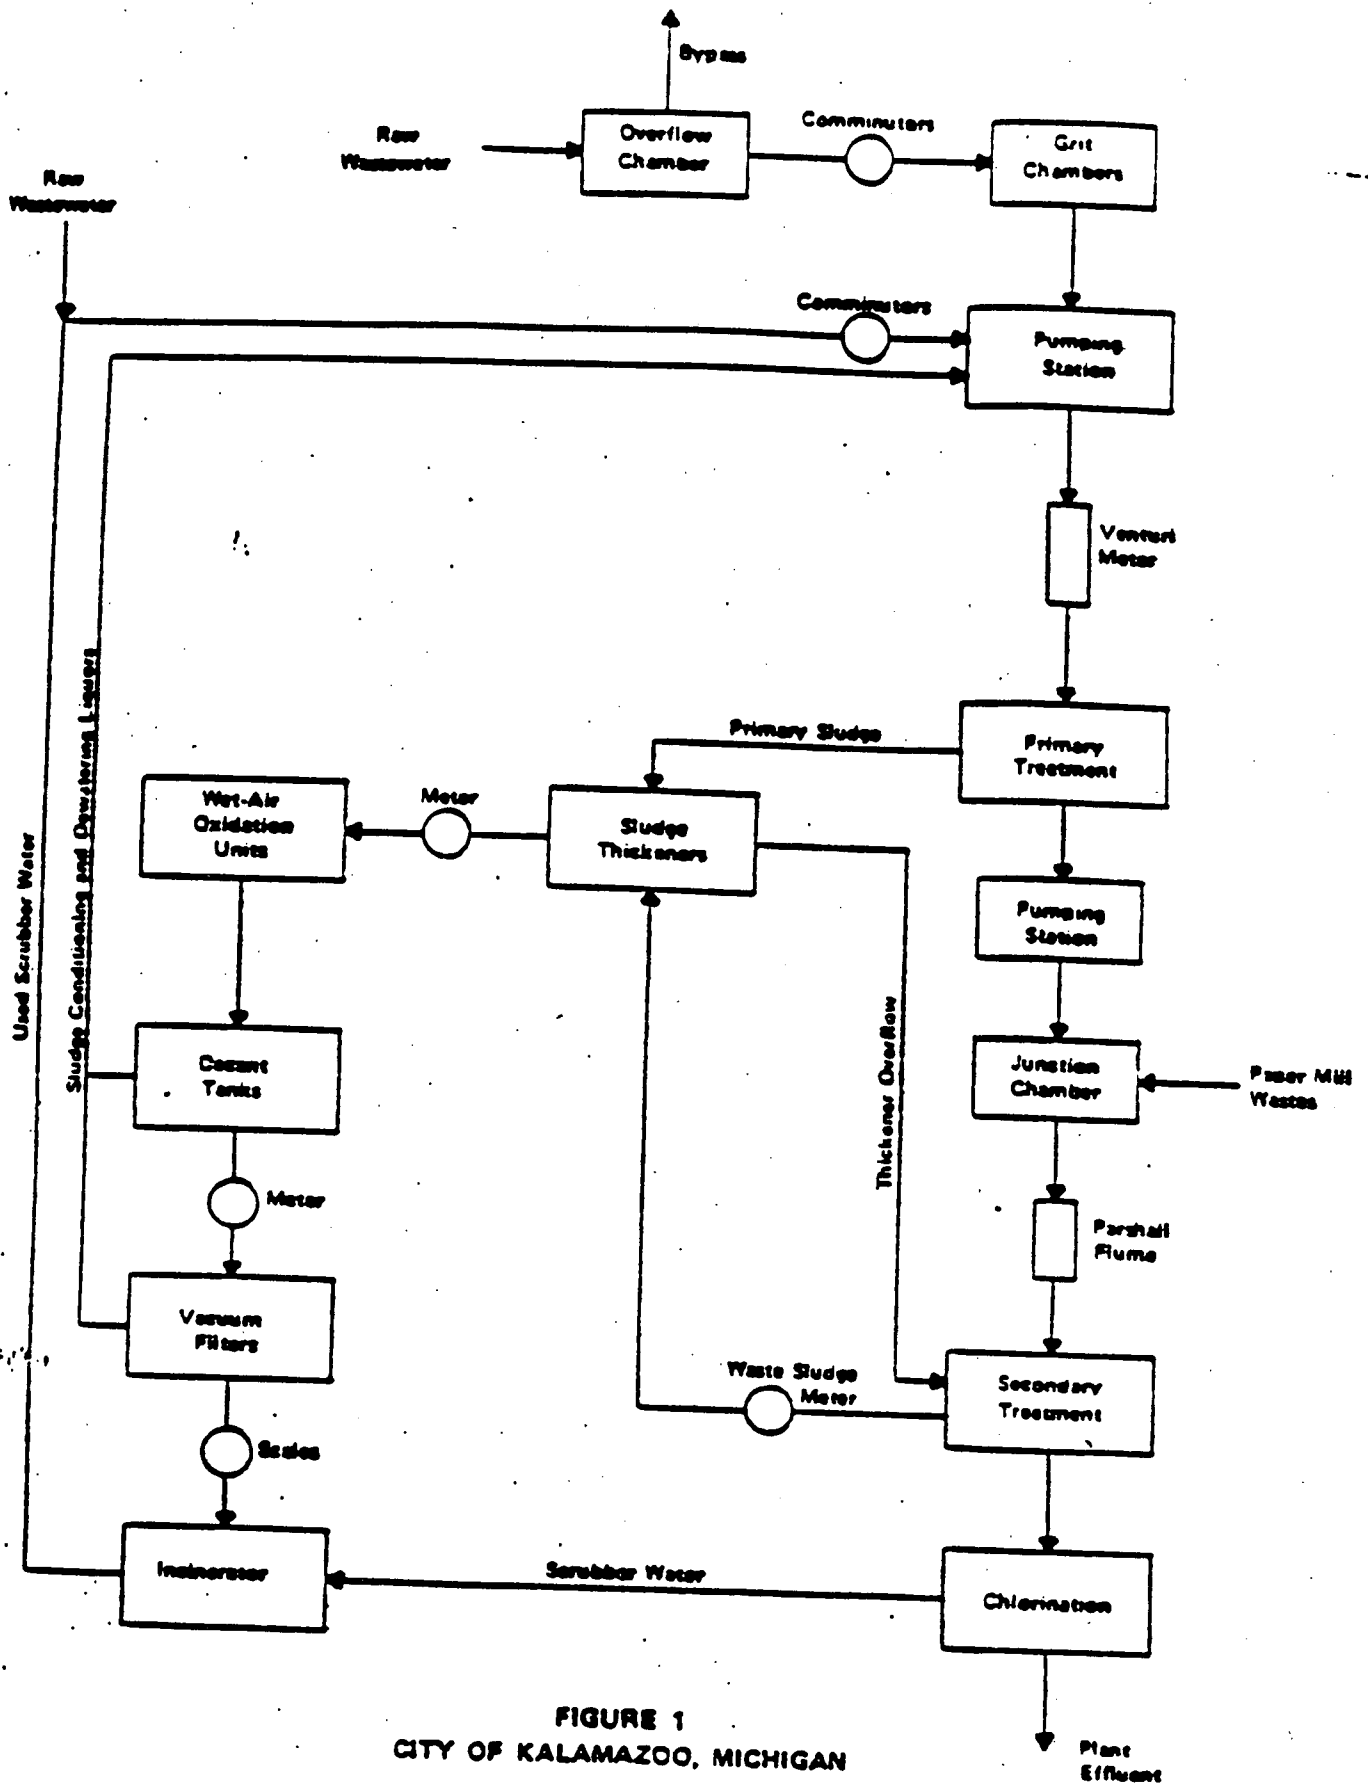 Bypass
Raw
Wastewater
Overflow
Chamber
Comminutors
Grit
Chambers
Raw
Wastewater
Comminutors
Pumping
Station
Venturi
Meter
Primary Sludge
Primary
Treatment
Wet-Air
Oxidation
Units
Meter
Sludge
Thickeners
Pumping
Station
Used Scrubber Water
Sludge Conditioning and Dewatering Liquors
Decant
Tanks
Thickener Overflow
Junction
Chamber
Paper Mill
Wastes
Meter
Parshall
Flume
Vacuum
Filters
Waste Sludge
Meter
Secondary
Treatment
Scales
Incinerator
Scrubber Water
Chlorination
Plant
Effluent
FIGURE 1
CITY OF KALAMAZOO, MICHIGAN